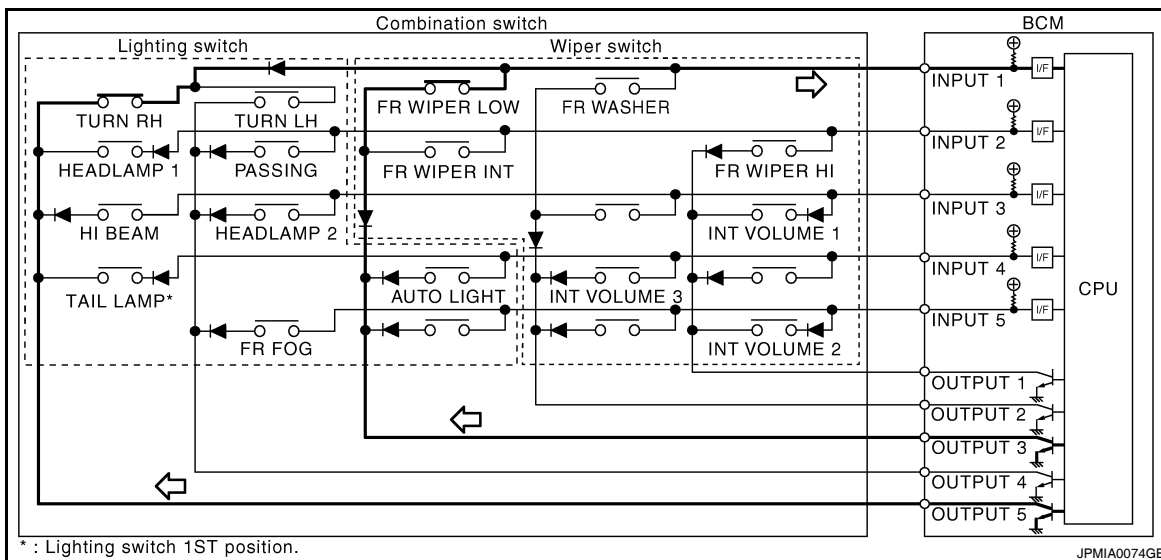 Combination switch
BCM
Lighting switch
Wiper switch
INPUT 1
I/F
TURN RH
TURN LH
FR WIPER LOW
FR WASHER
INPUT 2
I/F
HEADLAMP 1
PASSING
FR WIPER INT
FR WIPER HI
INPUT 3
I/F
HI BEAM
HEADLAMP 2
INT VOLUME 1
INPUT 4
I/F
CPU
TAIL LAMP*
AUTO LIGHT
INT VOLUME 3
INPUT 5
I/F
FR FOG
INT VOLUME 2
OUTPUT 1
OUTPUT 2
OUTPUT 3
OUTPUT 4
OUTPUT 5
* : Lighting switch 1ST position.
JPMIA0074GB